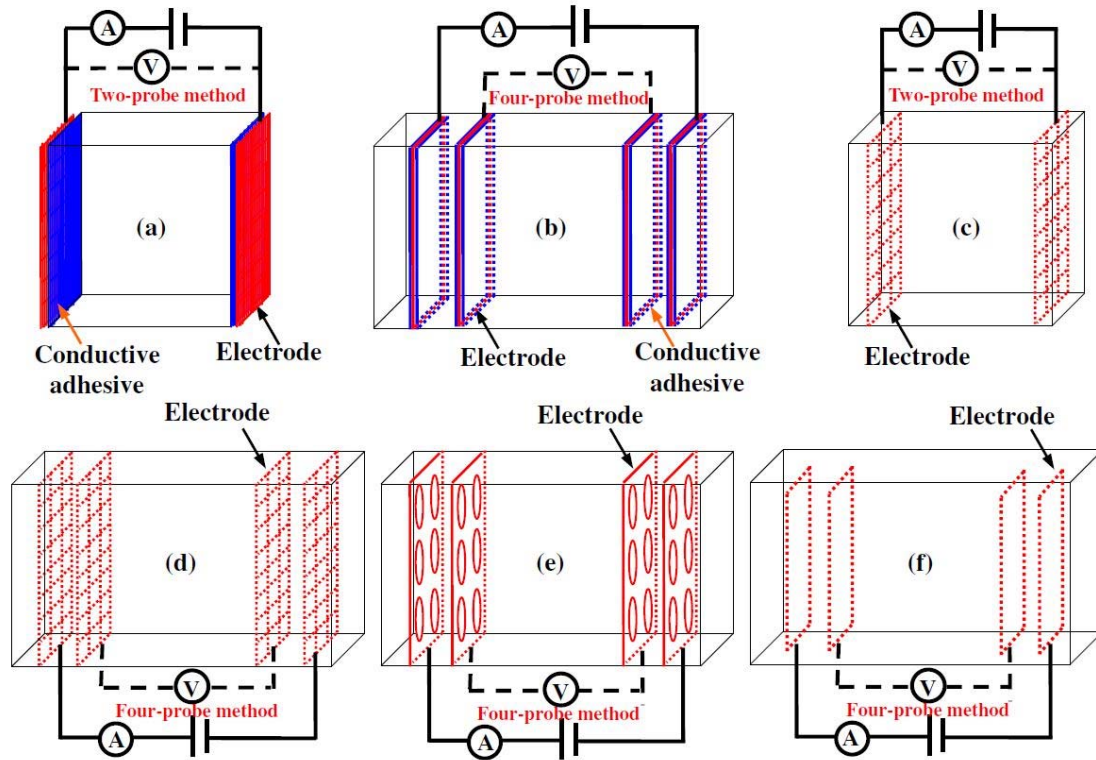 A
V
Two-probe method
(a)
Conductive
adhesive
Electrode
A
V
Four-probe method
(b)
Electrode
Conductive
adhesive
A
V
Two-probe method
(c)
Electrode
Electrode
(d)
V
Four-probe method
A
Electrode
(e)
V
Four-probe method
A
Electrode
(f)
V
Four-probe method
A